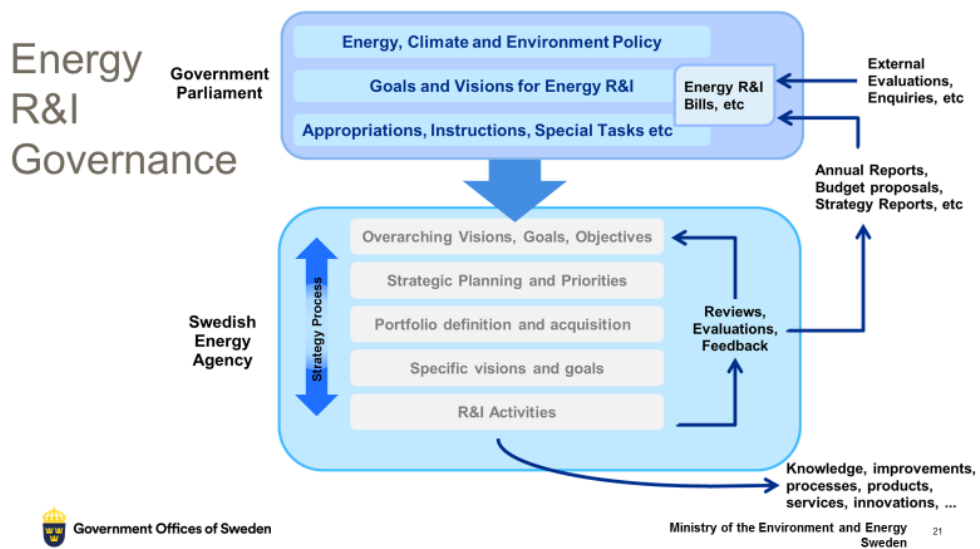 Energy
R&I
Governance
Government
Parliament
Energy, Climate and Environment Policy
Goals and Visions for Energy R&I
Appropriations, Instructions, Special Tasks etc
Energy R&I
Bills, etc
External
Evaluations,
Enquiries, etc
Annual Reports,
Budget proposals,
Strategy Reports, etc
Swedish
Energy
Agency
Strategy Process
Overarching Visions, Goals, Objectives
Strategic Planning and Priorities
Portfolio definition and acquisition
Specific visions and goals
R&I Activities
Reviews,
Evaluations,
Feedback
Knowledge, improvements,
processes, products,
services, innovations, ...
Government Offices of Sweden
Ministry of the Environment and Energy
Sweden
21